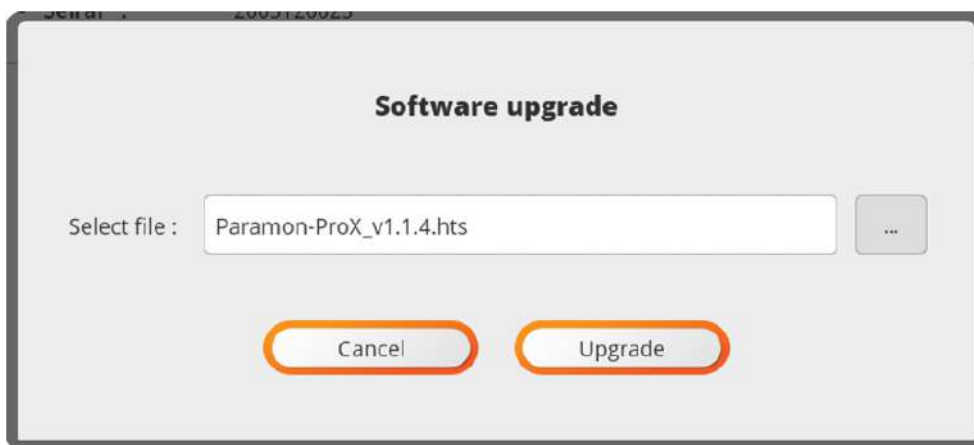 Software upgrade
Select file : Paramon-ProX_v1.1.4.hts ...
Cancel Upgrade